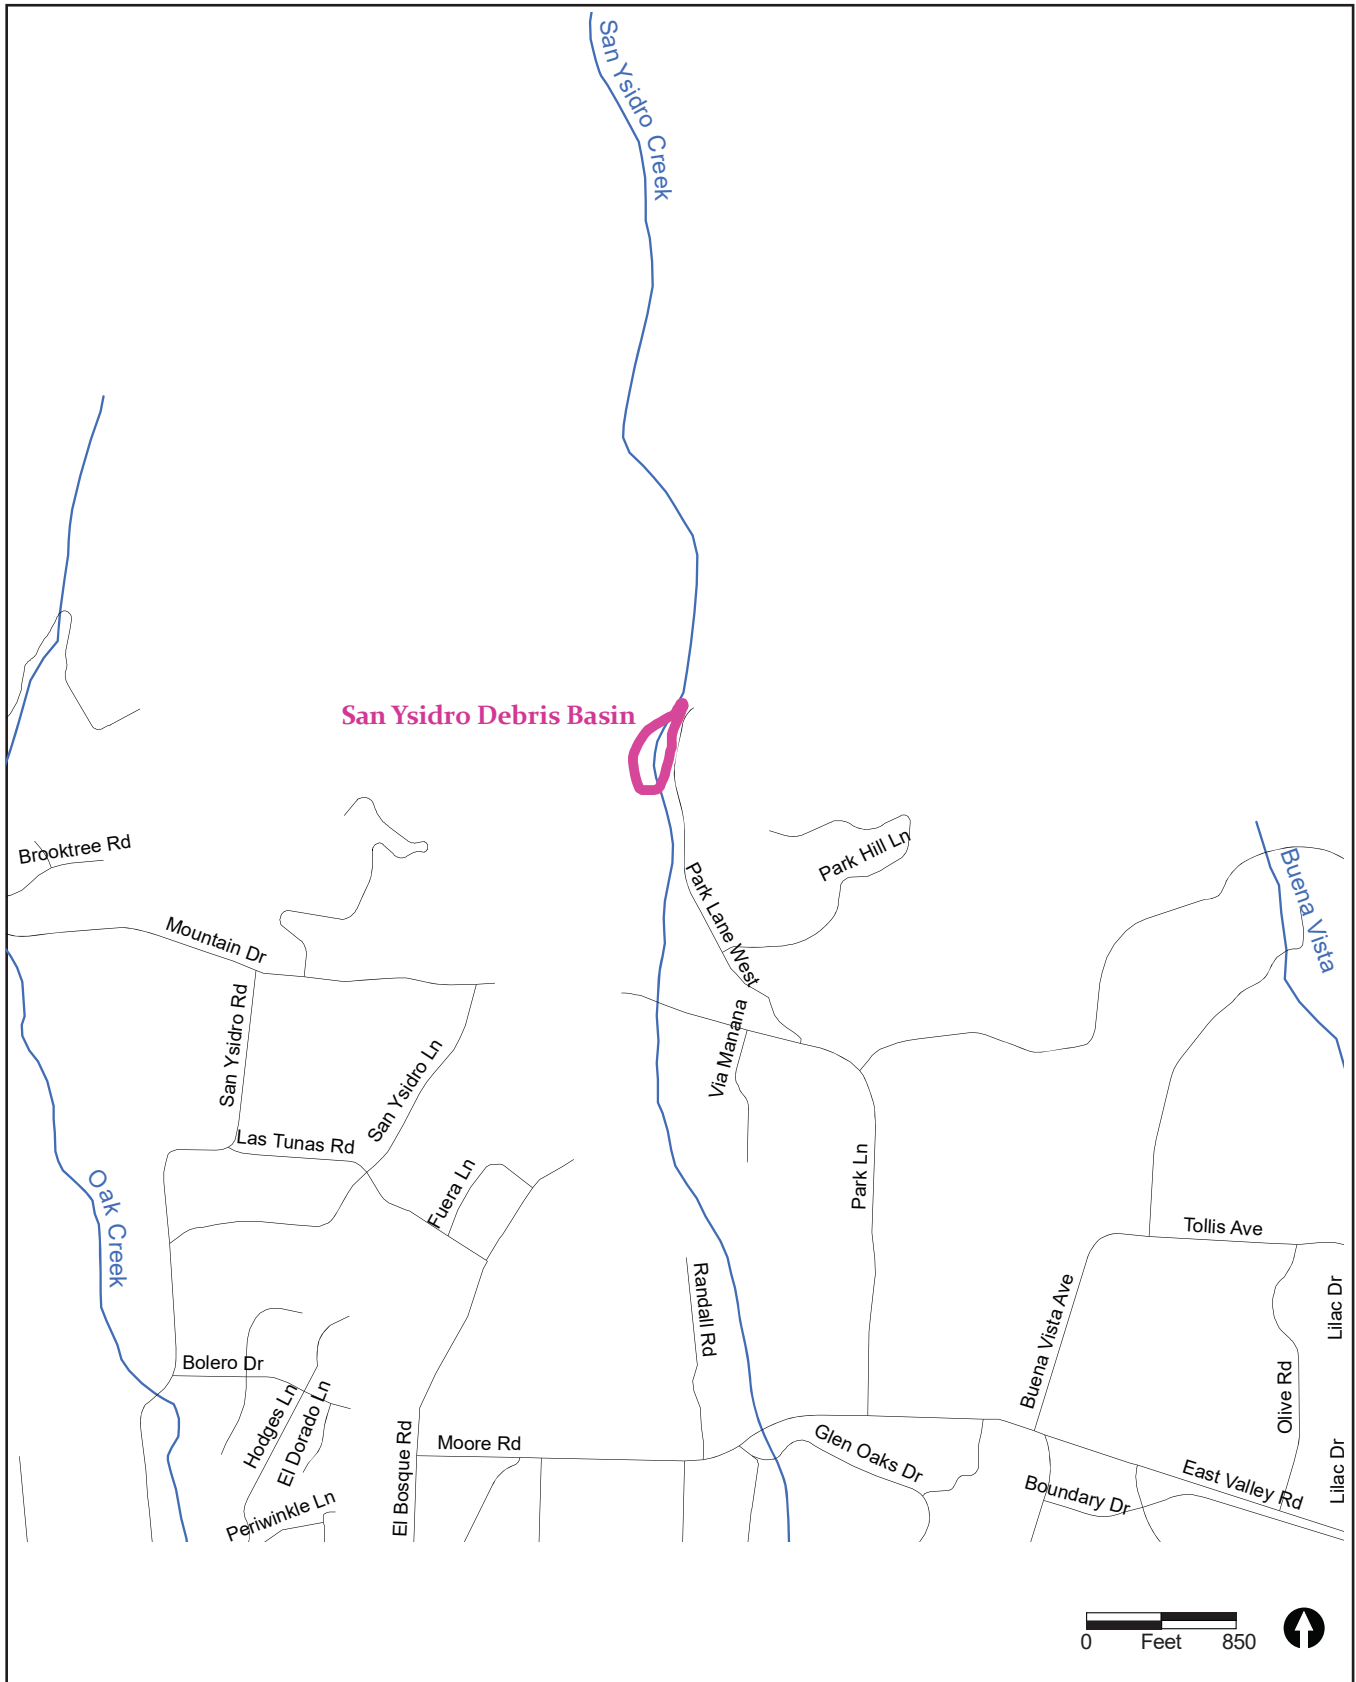 San Ysidro Creek
San Ysidro Debris Basin
Brooktree Rd
Park Hill Ln
Buena Vista
Park Lane West
Mountain Dr
San Ysidro Rd
Via Manana
San Ysidro Ln
Las Tunas Rd
Fuera Ln
Park Ln
Oak Creek
Tollis Ave
Randall Rd
Buena Vista Ave
Lilac Dr
Bolero Dr
Hodges Ln
El Dorado Ln
Olive Rd
El Bosque Rd
Moore Rd
Glen Oaks Dr
East Valley Rd
Lilac Dr
Boundary Dr
Periwinkle Ln
0 Feet 850